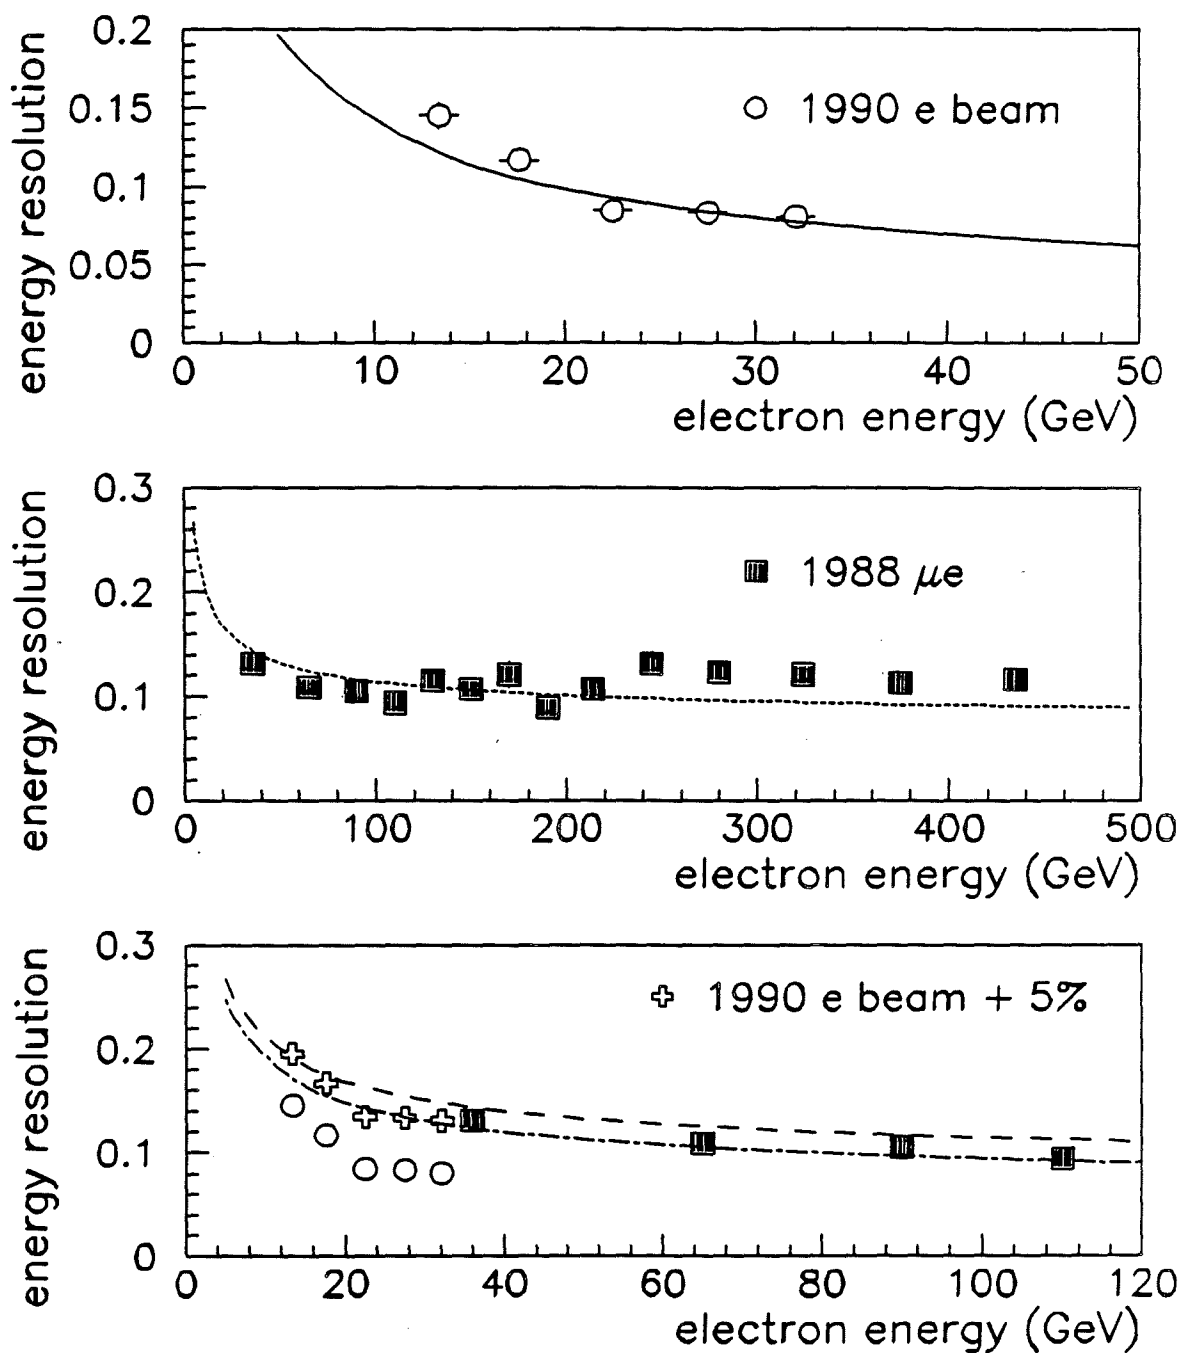 energy resolution
0.2
0.15
0.1
0.05
0
1990 e beam
0 10 20 30 40 50
electron energy (GeV)
energy resolution
0.3
0.2
0.1
0
1988 μe
0 100 200 300 400 500
electron energy (GeV)
energy resolution
0.3
0.2
0.1
0
1990 e beam + 5%
0 20 40 60 80 100 120
electron energy (GeV)